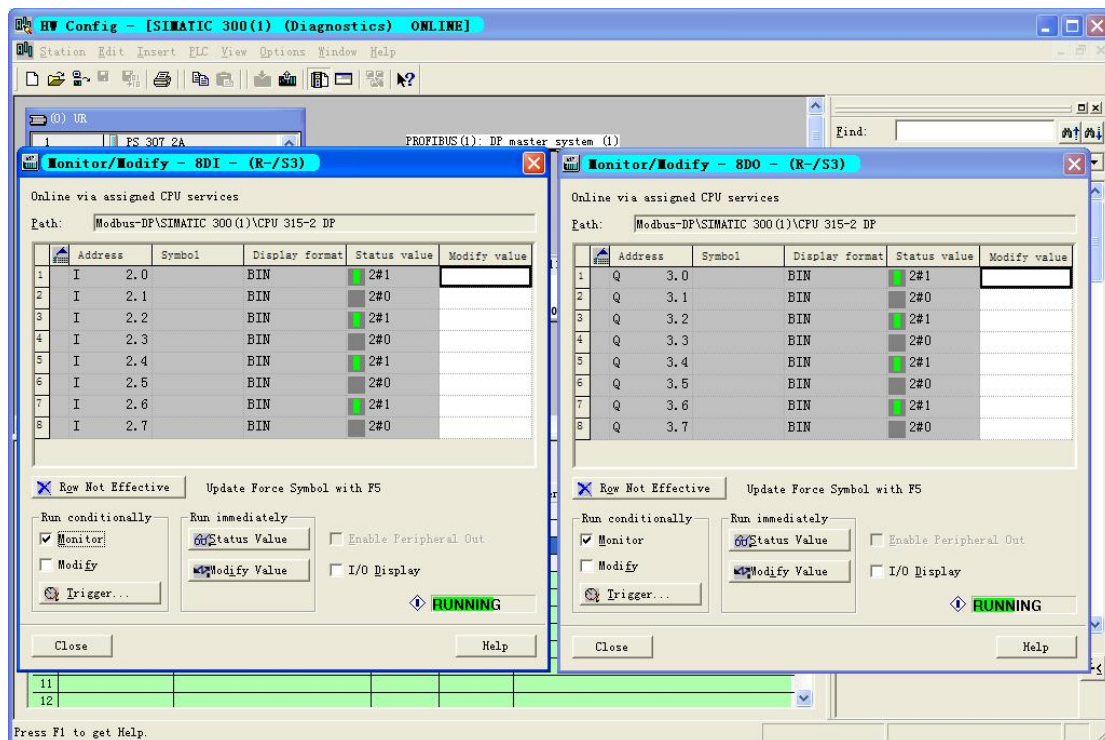 HW Config - [SIMATIC 300(1) (Diagnostics)  ONLINE]
Station Edit Insert PLC View Options Window Help
(0) UR
1 PS 307 2A
PROFIBUS(1): DP master system (1)
Find:
Monitor/Modify - 8DI - (R-/S3)
Online via assigned CPU services
Path: Modbus-DP\SIMATIC 300(1)\CPU 315-2 DP
Address Symbol Display format Status value Modify value
1 I 2.0 BIN 2#1
2 I 2.1 BIN 2#0
3 I 2.2 BIN 2#1
4 I 2.3 BIN 2#0
5 I 2.4 BIN 2#1
6 I 2.5 BIN 2#0
7 I 2.6 BIN 2#1
8 I 2.7 BIN 2#0
Row Not Effective Update Force Symbol with F5
Run conditionally Run immediately
Monitor Status Value Enable Peripheral Out
Modify Modify Value I/O Display
Trigger... RUNNING
Close Help
Monitor/Modify - 8DO - (R-/S3)
Online via assigned CPU services
Path: Modbus-DP\SIMATIC 300(1)\CPU 315-2 DP
Address Symbol Display format Status value Modify value
1 Q 3.0 BIN 2#1
2 Q 3.1 BIN 2#0
3 Q 3.2 BIN 2#1
4 Q 3.3 BIN 2#0
5 Q 3.4 BIN 2#1
6 Q 3.5 BIN 2#0
7 Q 3.6 BIN 2#1
8 Q 3.7 BIN 2#0
Row Not Effective Update Force Symbol with F5
Run conditionally Run immediately
Monitor Status Value Enable Peripheral Out
Modify Modify Value I/O Display
Trigger... RUNNING
Close Help
11
12
Press F1 to get Help.